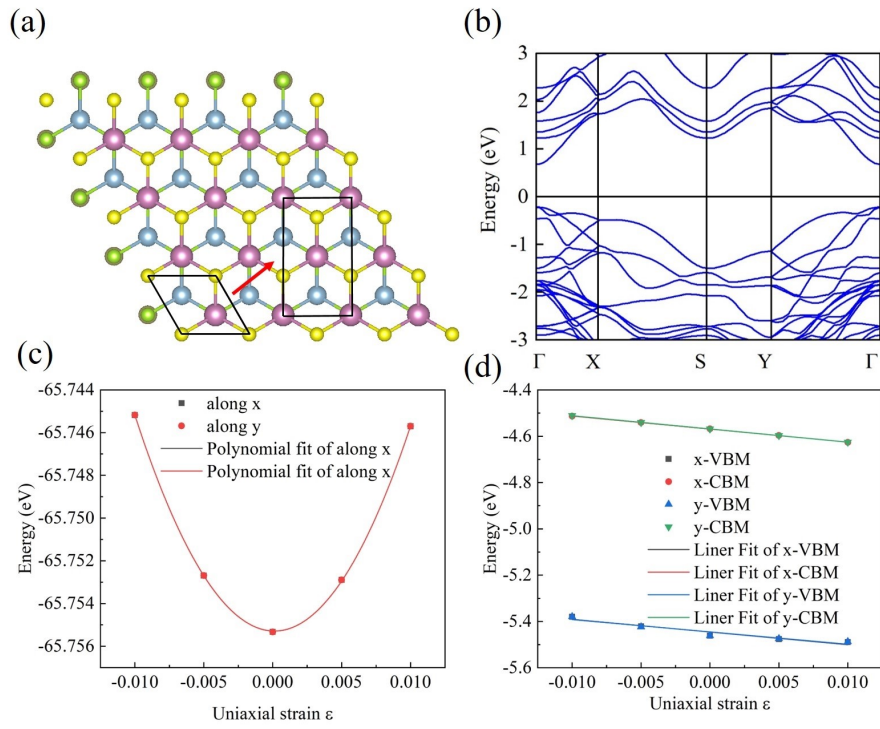 (a)
(b)
3
2
1
0
-1
-2
-3
Energy (eV)
Γ
X
S
Y
Γ
(c)
-65.744
-65.746
-65.748
-65.750
-65.752
-65.753
-65.754
-65.756
Energy (eV)
along x
along y
Polynomial fit of along x
Polynomial fit of along x
-0.010
-0.005
0.000
0.005
0.010
Uniaxial strain ε
(d)
-4.4
-4.6
-4.8
-5.0
-5.2
-5.4
-5.6
Energy (eV)
x-VBM
x-CBM
y-VBM
y-CBM
Liner Fit of x-VBM
Liner Fit of x-CBM
Liner Fit of y-VBM
Liner Fit of y-CBM
-0.010
-0.005
0.000
0.005
0.010
Uniaxial strain ε